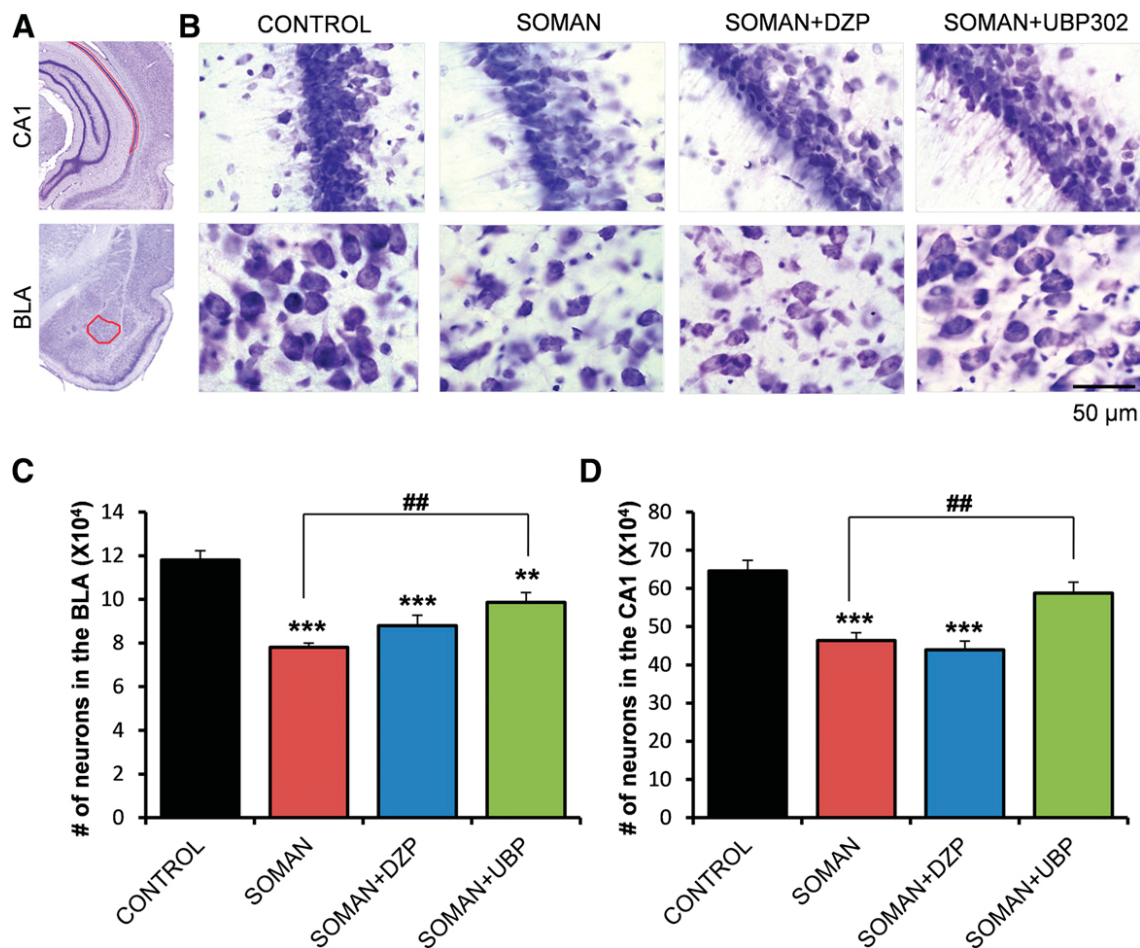 A
B
CONTROL
SOMAN
SOMAN+DZP
SOMAN+UBP302
CA1
BLA
50 µm
C
# of neurons in the BLA (X10⁴)
14
12
10
8
6
4
2
0
##
***
***
**
CONTROL
SOMAN
SOMAN+DZP
SOMAN+UBP
D
# of neurons in the CA1 (X10⁴)
80
70
60
50
40
30
20
10
0
##
***
***
CONTROL
SOMAN
SOMAN+DZP
SOMAN+UBP